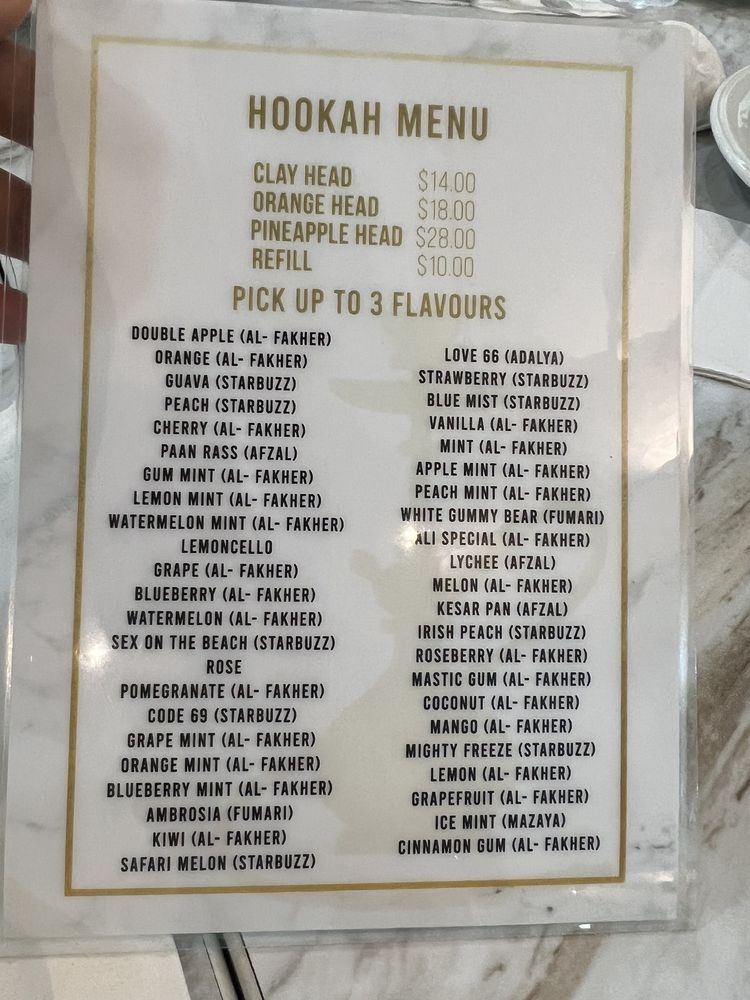 HOOKAH MENU
CLAY HEAD $14.00
ORANGE HEAD $18.00
PINEAPPLE HEAD $28.00
REFILL $10.00
PICK UP TO 3 FLAVOURS
DOUBLE APPLE (AL- FAKHER)
ORANGE (AL- FAKHER)
GUAVA (STARBUZZ)
PEACH (STARBUZZ)
CHERRY (AL- FAKHER)
PAAN RASS (AFZAL)
GUM MINT (AL- FAKHER)
LEMON MINT (AL- FAKHER)
WATERMELON MINT (AL- FAKHER)
LEMONCELLO
GRAPE (AL- FAKHER)
BLUEBERRY (AL- FAKHER)
WATERMELON (AL- FAKHER)
SEX ON THE BEACH (STARBUZZ)
ROSE
POMEGRANATE (AL- FAKHER)
CODE 69 (STARBUZZ)
GRAPE MINT (AL- FAKHER)
ORANGE MINT (AL- FAKHER)
BLUEBERRY MINT (AL- FAKHER)
AMBROSIA (FUMARI)
KIWI (AL- FAKHER)
SAFARI MELON (STARBUZZ)
LOVE 66 (ADALYA)
STRAWBERRY (STARBUZZ)
BLUE MIST (STARBUZZ)
VANILLA (AL- FAKHER)
MINT (AL- FAKHER)
APPLE MINT (AL- FAKHER)
PEACH MINT (AL- FAKHER)
WHITE GUMMY BEAR (FUMARI)
ALI SPECIAL (AL- FAKHER)
LYCHEE (AFZAL)
MELON (AL- FAKHER)
KESAR PAN (AFZAL)
IRISH PEACH (STARBUZZ)
ROSEBERRY (AL- FAKHER)
MASTIC GUM (AL- FAKHER)
COCONUT (AL- FAKHER)
MANGO (AL- FAKHER)
MIGHTY FREEZE (STARBUZZ)
LEMON (AL- FAKHER)
GRAPEFRUIT (AL- FAKHER)
ICE MINT (MAZAYA)
CINNAMON GUM (AL- FAKHER)